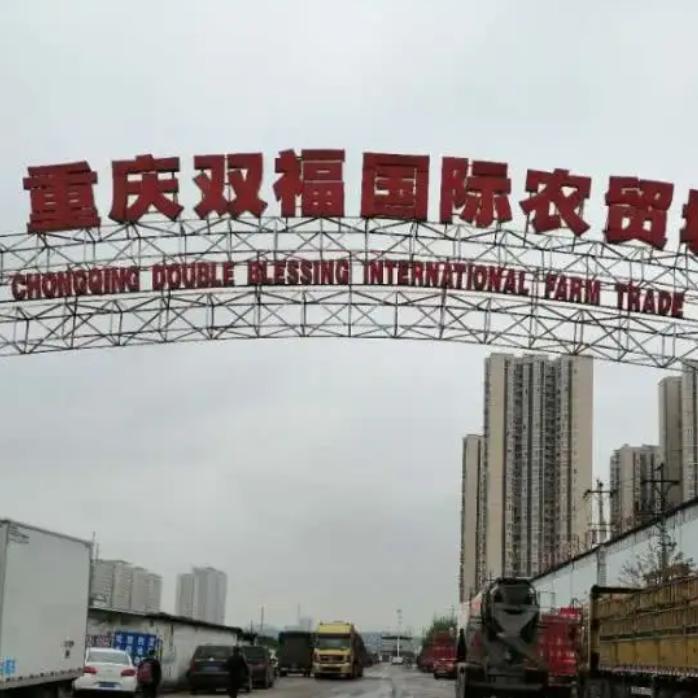 重庆双福国际农贸
CHONGQING DOUBLE BLESSING INTERNATIONAL FARM TRADE